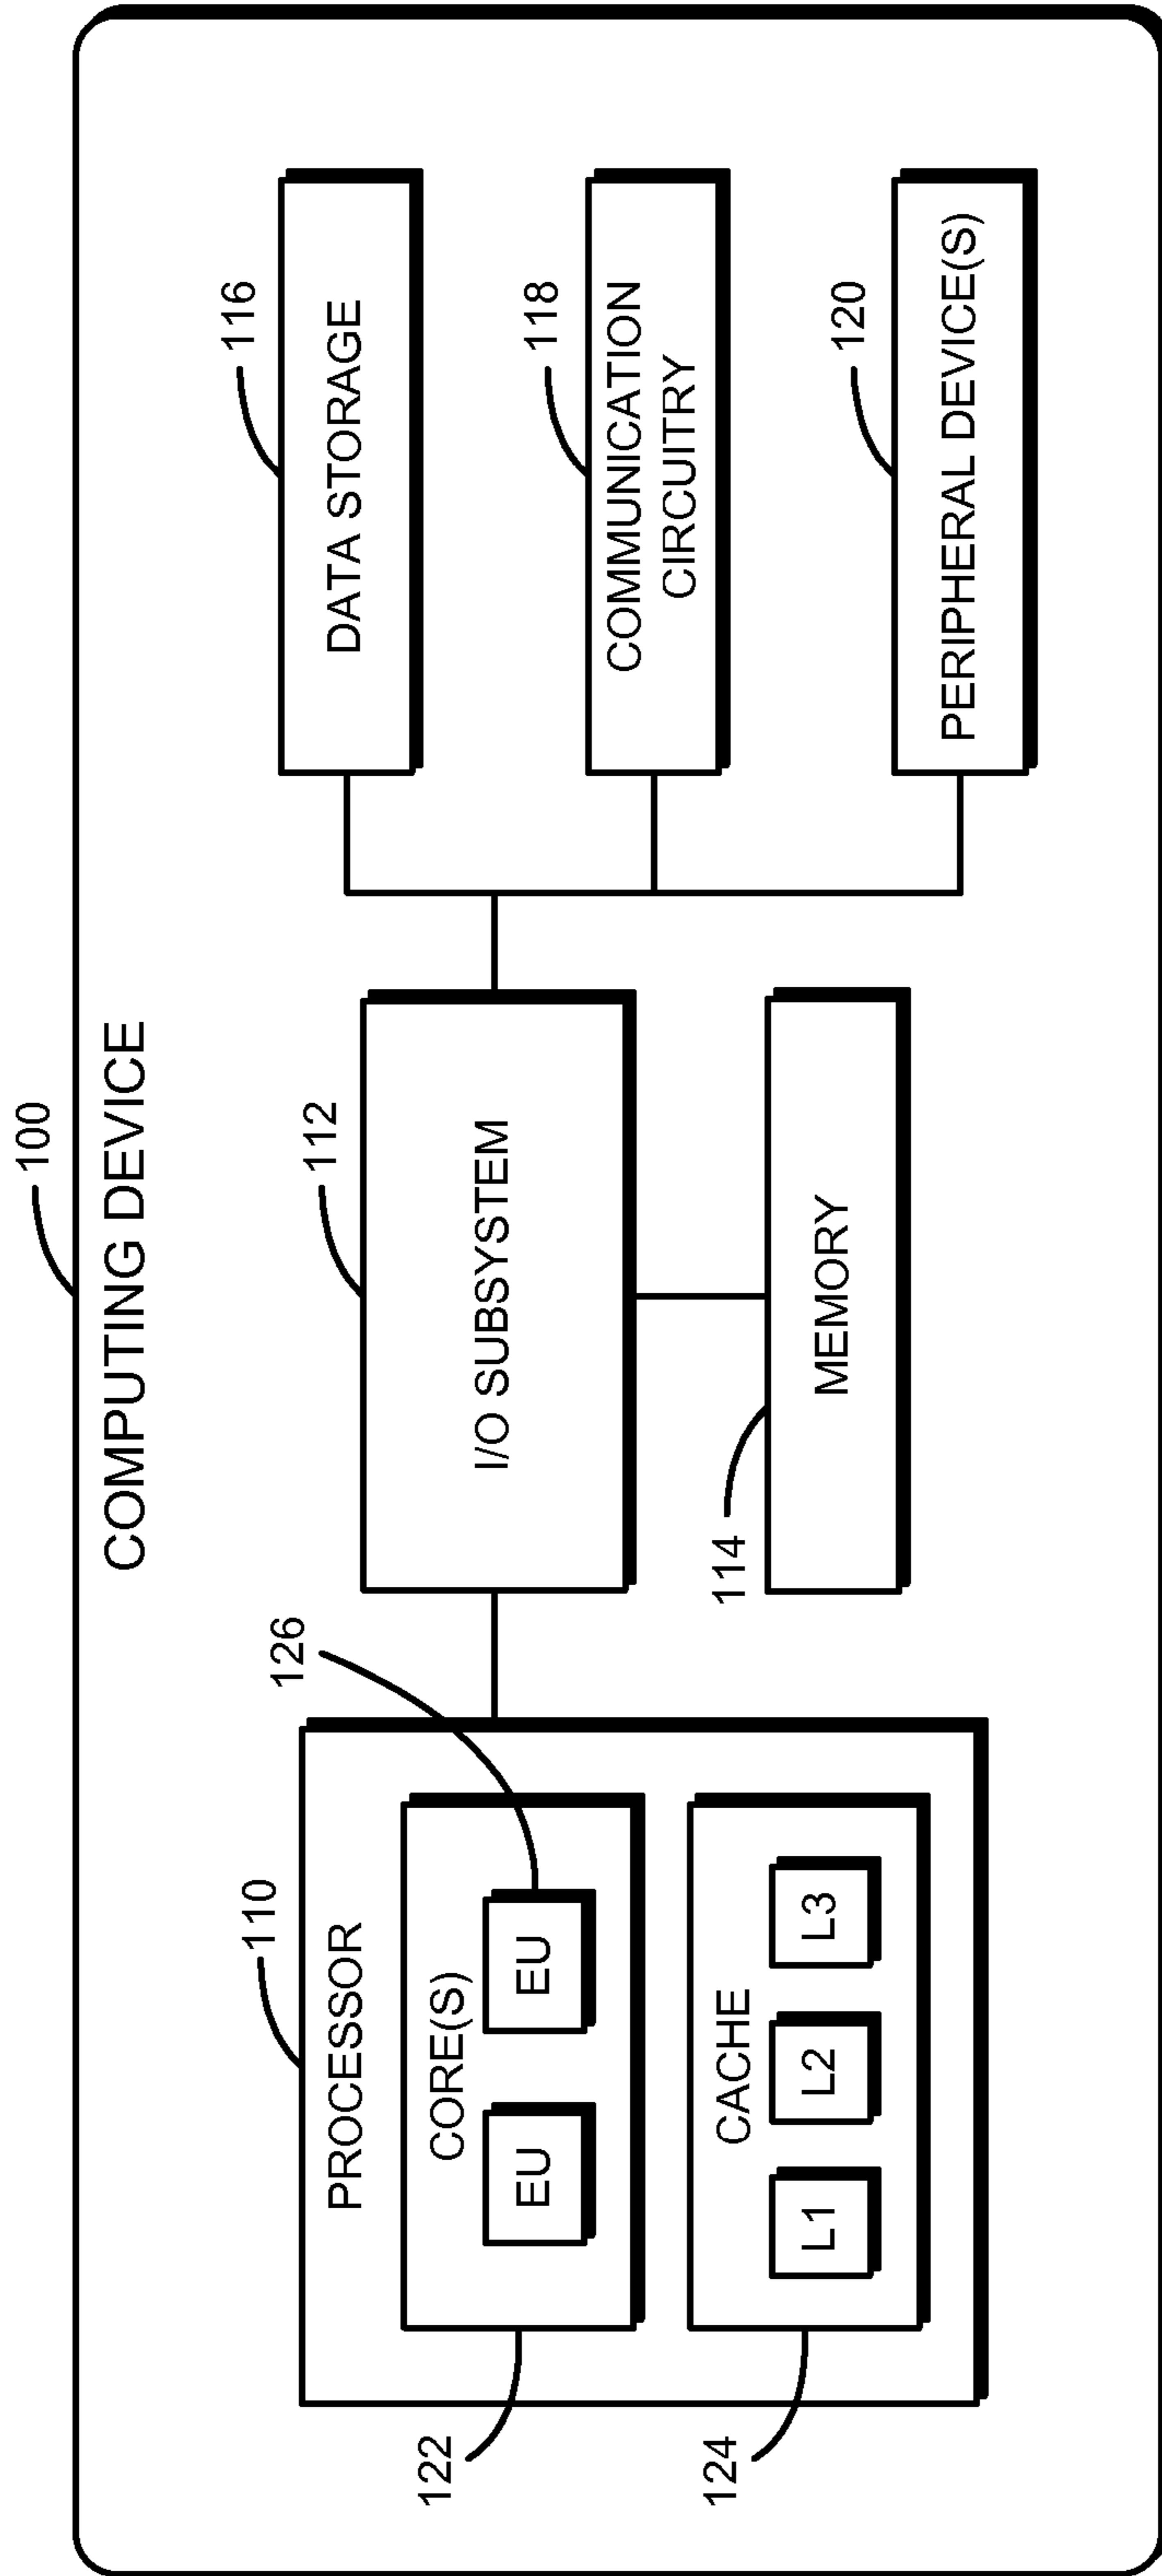 100
COMPUTING DEVICE
110
PROCESSOR
122
CORE(S)
EU
EU
126
124
CACHE
L1
L2
L3
112
I/O SUBSYSTEM
114
MEMORY
116
DATA STORAGE
118
COMMUNICATION
CIRCUITRY
120
PERIPHERAL DEVICE(S)